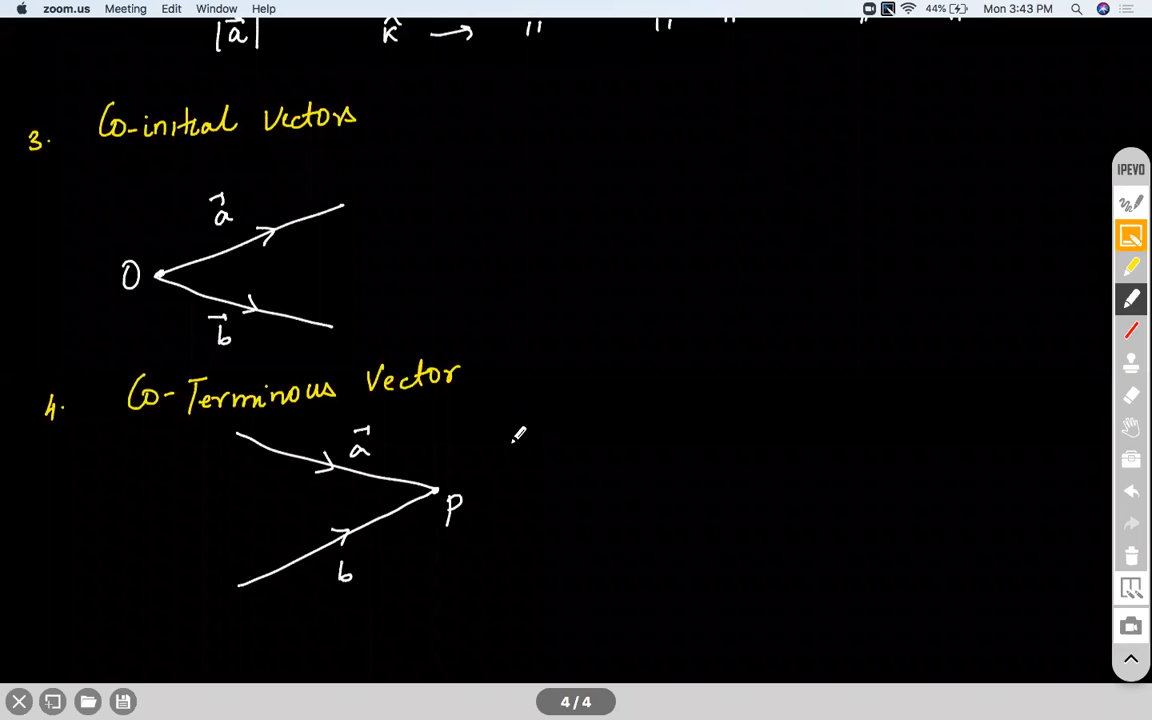 zoom.us Meeting Edit Window Help 44% Mon 3:43 PM
|a⃗| k̂ → " " " " "
3. Co-initial Vectors
IPEVO
a⃗
O
b⃗
4. Co-Terminous Vector
a⃗
P
b
4 / 4